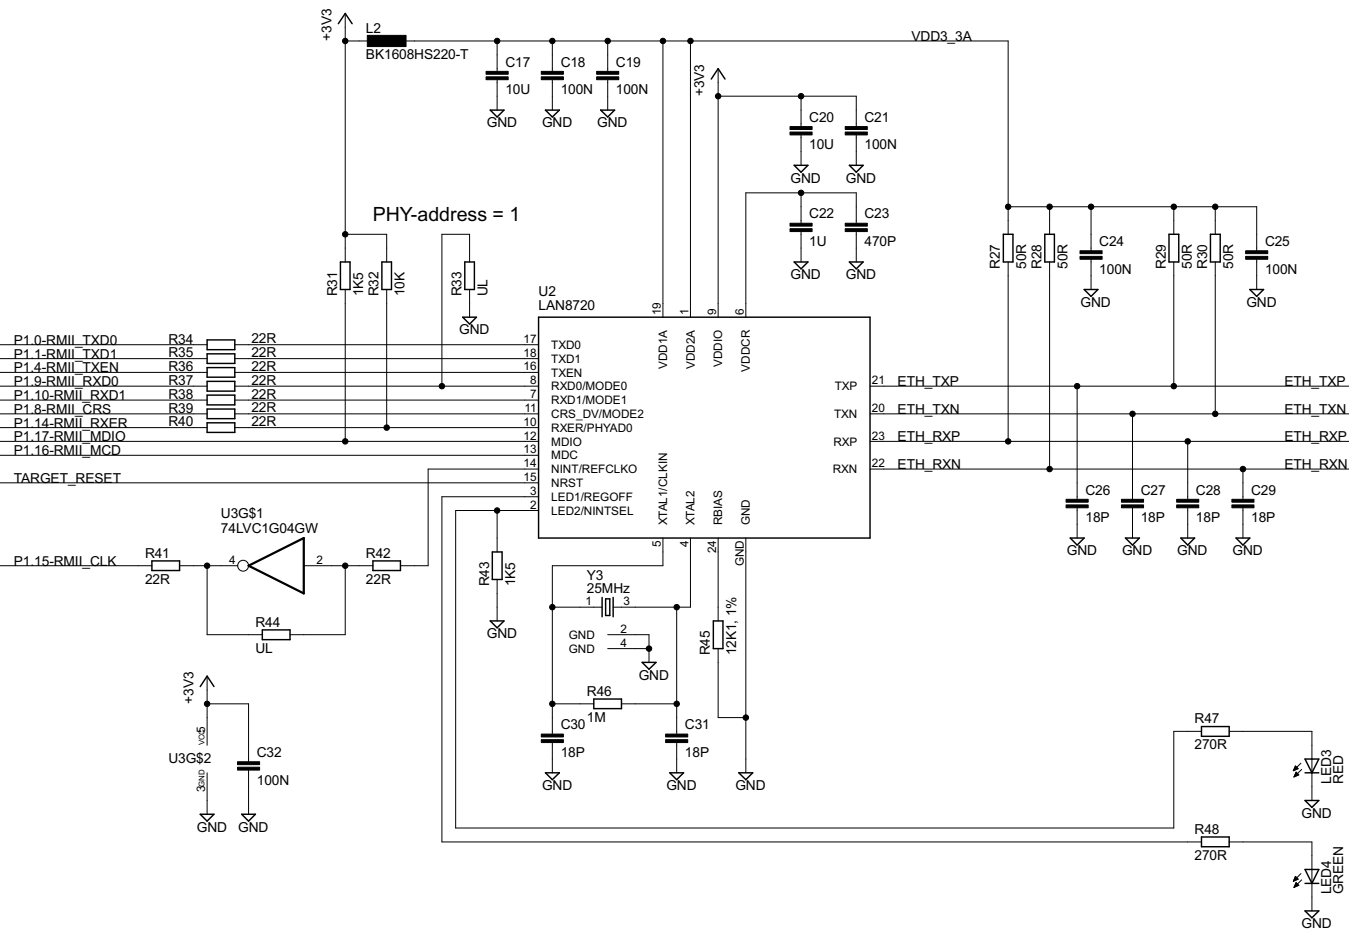 +3V3
L2
BK1608HS220-T
VDD3_3A
C17
10U
GND
C18
100N
GND
C19
100N
GND
+3V3
C20
10U
GND
C21
100N
GND
C22
1U
GND
C23
470P
GND
PHY-address = 1
R31
1K5
R32
10K
R33
UL
GND
R27
50R
R28
50R
C24
100N
GND
R29
50R
R30
50R
C25
100N
GND
U2
LAN8720
19
1
9
6
VDD1A
VDD2A
VDDIO
VDDCR
P1.0-RMII_TXD0 R34 22R 17 TXD0
P1.1-RMII_TXD1 R35 22R 18 TXD1
P1.4-RMII_TXEN R36 22R 16 TXEN
P1.9-RMII_RXD0 R37 22R 8 RXD0/MODE0
P1.10-RMII_RXD1 R38 22R 7 RXD1/MODE1
P1.8-RMII_CRS R39 22R 11 CRS_DV/MODE2
P1.14-RMII_RXER R40 22R 10 RXER/PHYAD0
P1.17-RMII_MDIO 12 MDIO
P1.16-RMII_MCD 13 MDC
14 NINT/REFCLKO
TARGET_RESET 15 NRST
3 LED1/REGOFF
2 LED2/NINTSEL
TXP 21 ETH_TXP ETH_TXP
TXN 20 ETH_TXN ETH_TXN
RXP 23 ETH_RXP ETH_RXP
RXN 22 ETH_RXN ETH_RXN
XTAL1/CLKIN
XTAL2
RBIAS
GND
5
4
24
GND
C26
18P
GND
C27
18P
GND
C28
18P
GND
C29
18P
GND
U3G$1
74LVC1G04GW
P1.15-RMII_CLK
R41
22R
4
2
R42
22R
R44
UL
R43
1K5
GND
Y3
25MHz
1 3
GND 2
GND 4
GND
R45
12K1, 1%
R46
1M
C30
18P
GND
C31
18P
GND
GND
+3V3
VCC
5
U3G$2
3
GND
GND
C32
100N
GND
R47
270R
LED3
RED
GND
R48
270R
LED4
GREEN
GND